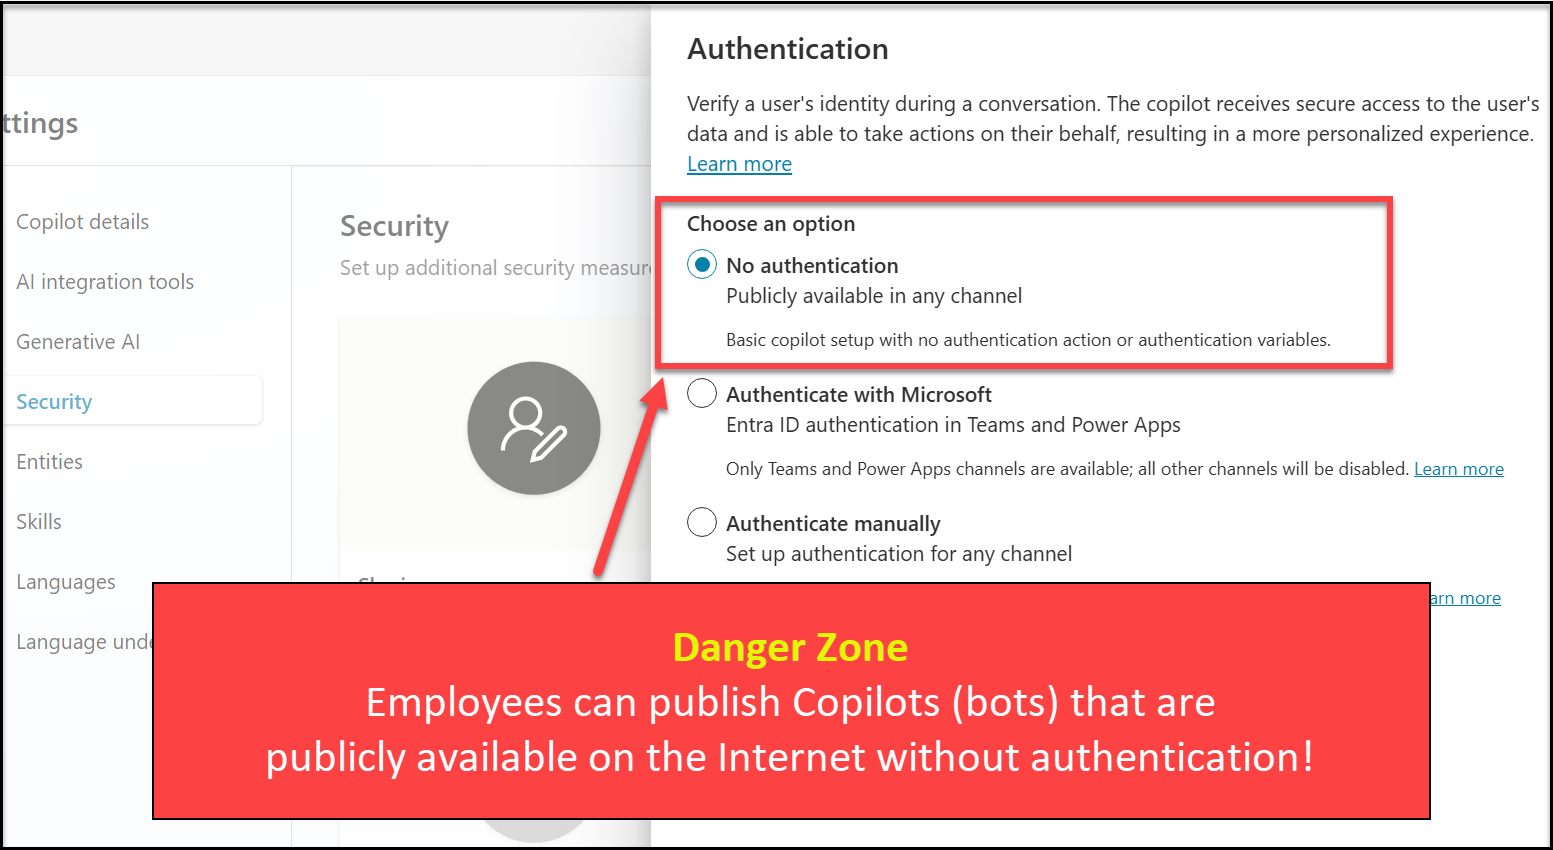 ttings
Copilot details
AI integration tools
Generative AI
Security
Entities
Skills
Languages
Language
Security
Set up additional security
Authentication
Verify a user's identity during a conversation. The copilot receives secure access to the user's
data and is able to take actions on their behalf, resulting in a more personalized experience.
Learn more
Choose an option
No authentication
Publicly available in any channel
Basic copilot setup with no authentication action or authentication variables.
Authenticate with Microsoft
Entra ID authentication in Teams and Power Apps
Only Teams and Power Apps channels are available; all other channels will be disabled. Learn more
Authenticate manually
Set up authentication for any channel
arn more
Danger Zone
Employees can publish Copilots (bots) that are
publicly available on the Internet without authentication!